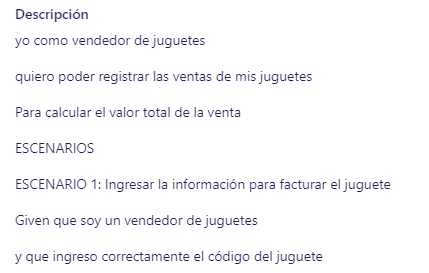 Descripción
yo como vendedor de juguetes
quiero poder registrar las ventas de mis juguetes
Para calcular el valor total de la venta
ESCENARIOS
ESCENARIO 1: Ingresar la información para facturar el juguete
Given que soy un vendedor de juguetes
y que ingreso correctamente el código del juguete